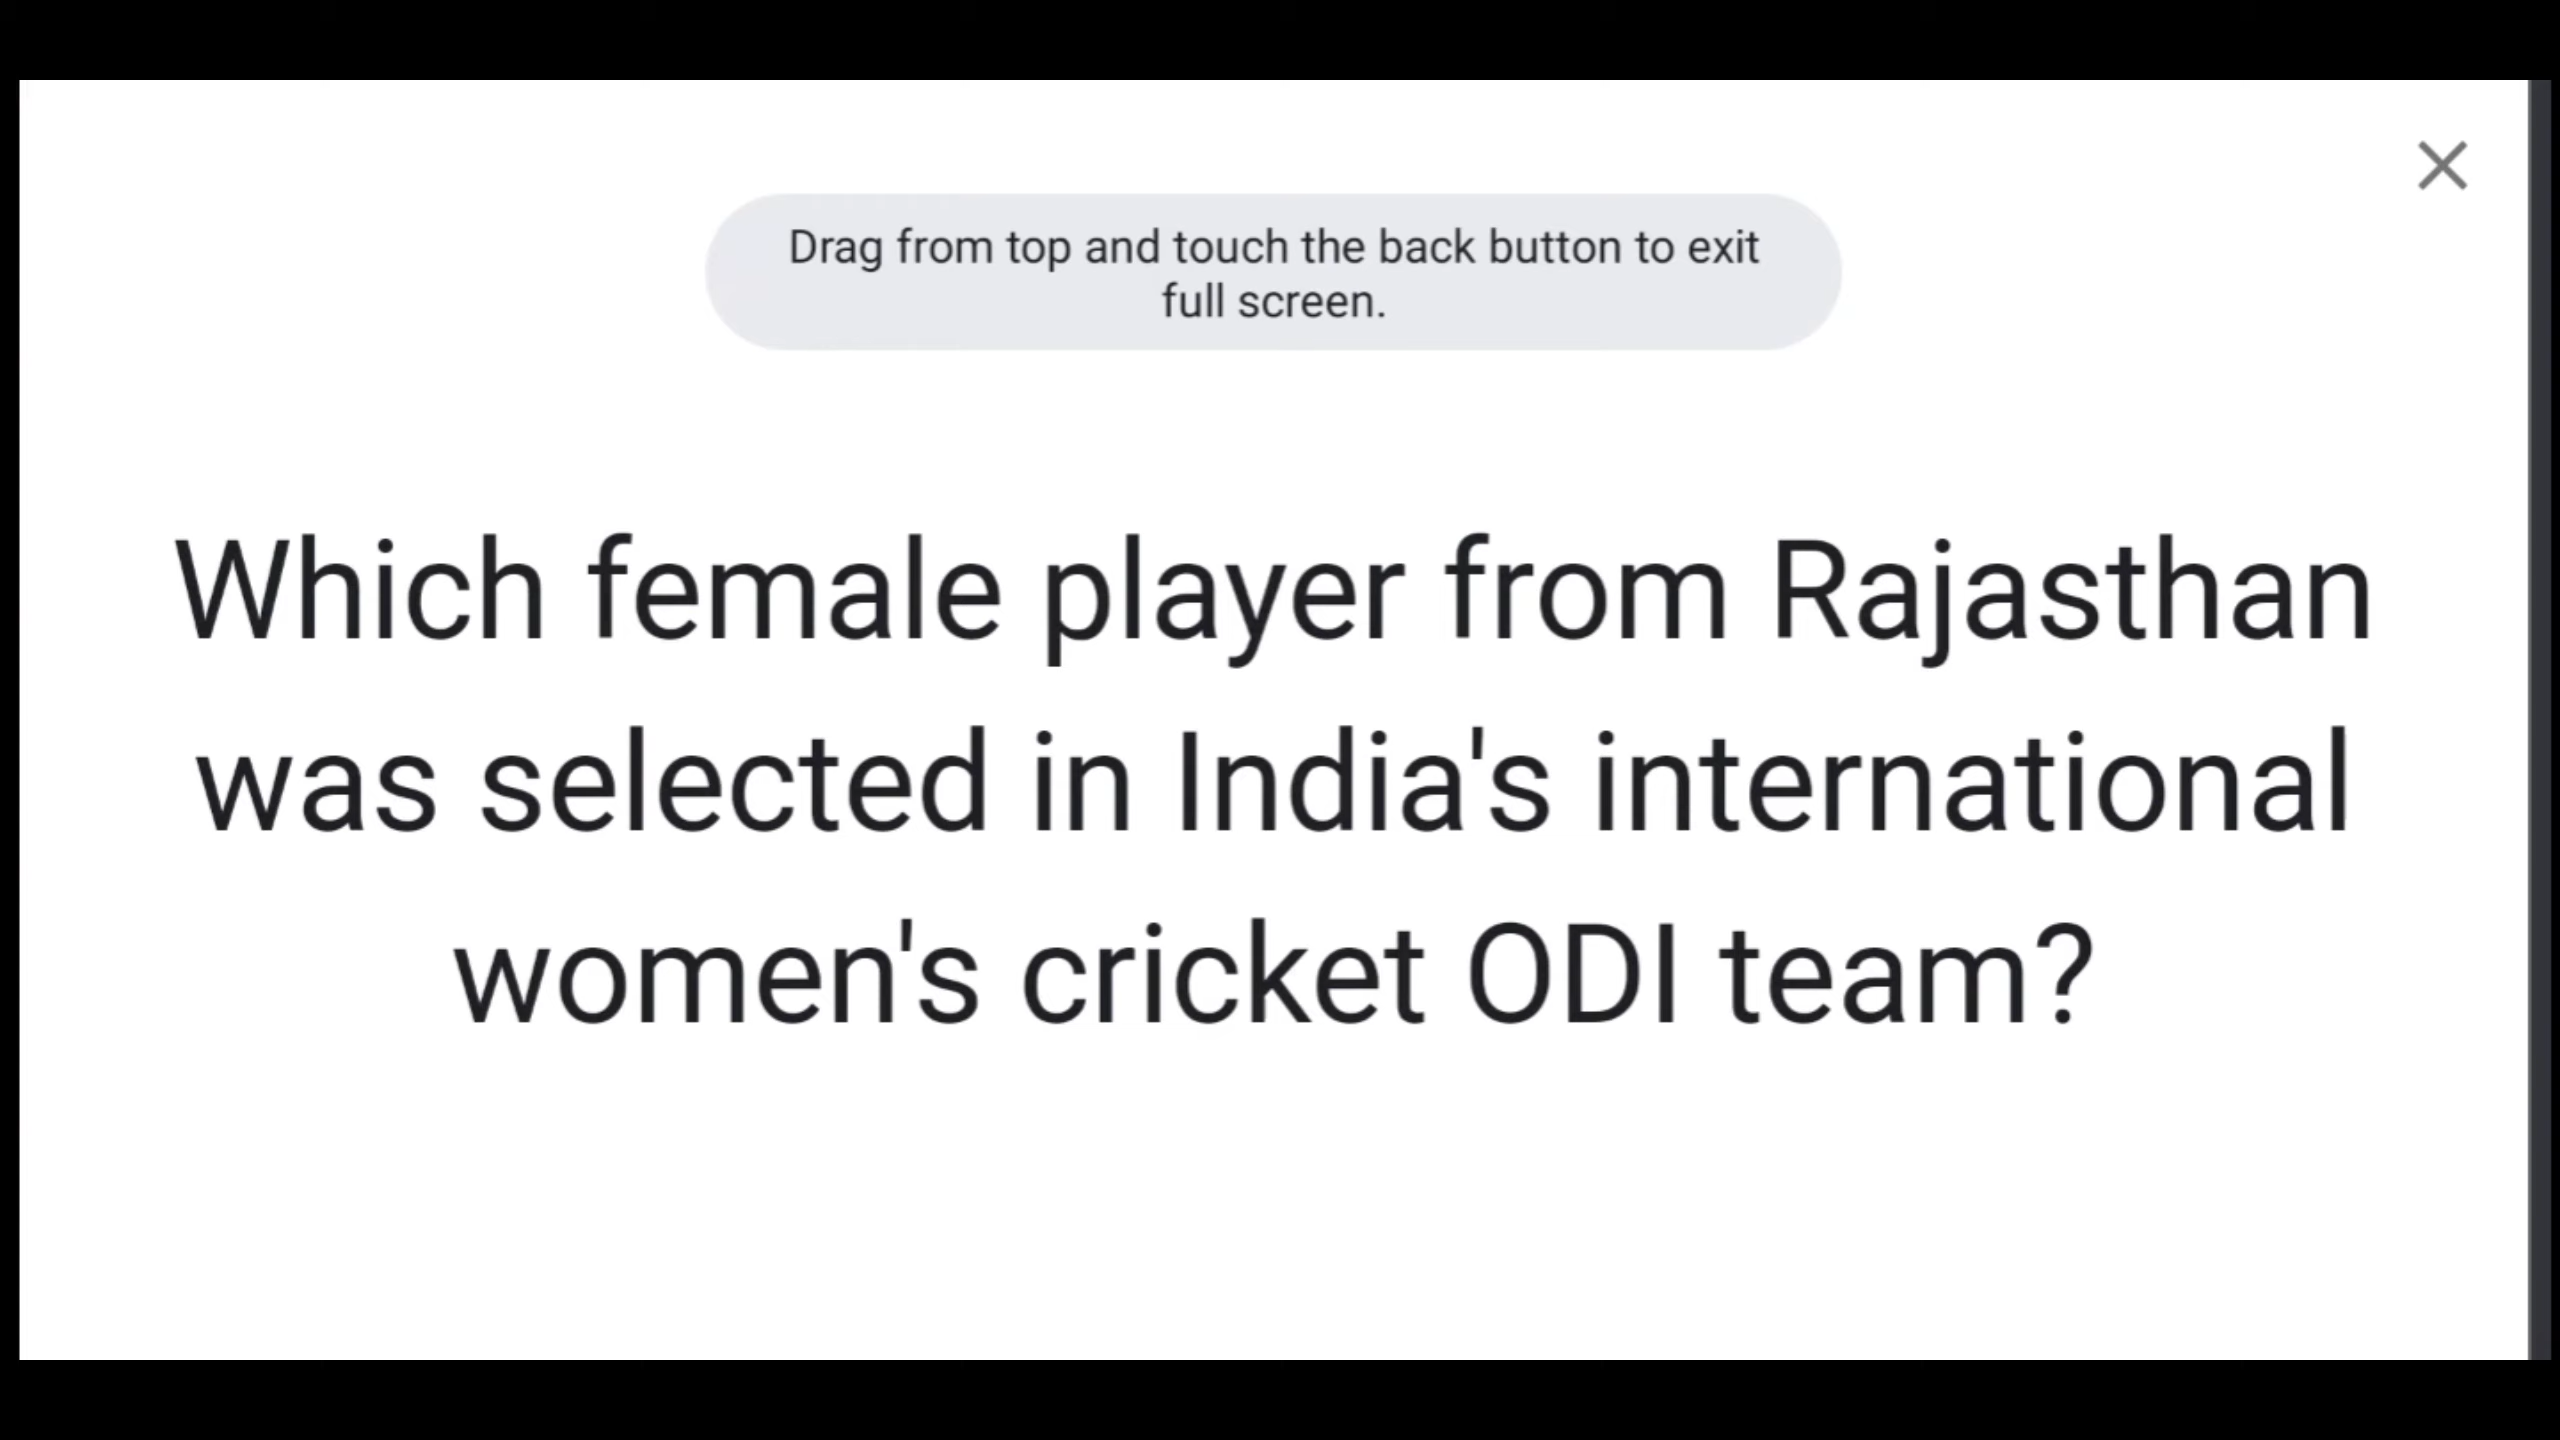 Drag from top and touch the back button to exit
full screen.
Which female player from Rajasthan
was selected in India's international
women's cricket ODI team?